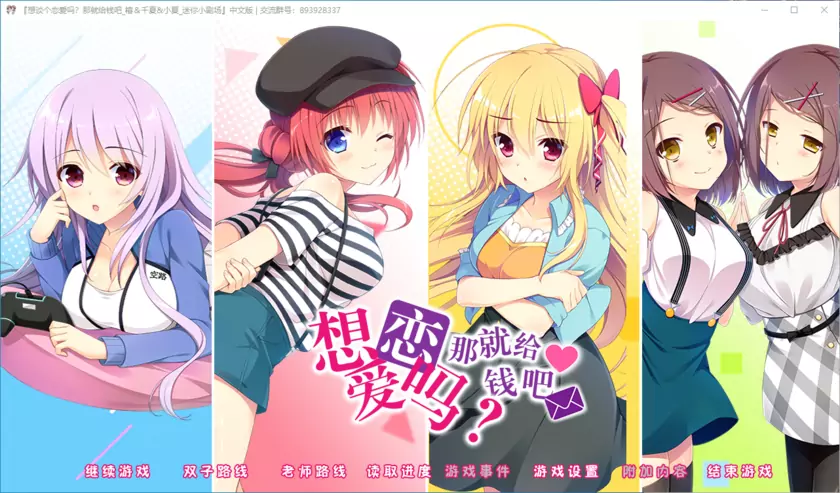 『想谈个恋爱吗?那就给钱吧_椿&千夏&小夏_迷你小剧场』中文版 | 交流群号: 893928337
空路
想恋爱吗?
那就给钱吧
继续游戏 双子路线 老师路线 读取进度 游戏事件 游戏设置 附加内容 结束游戏